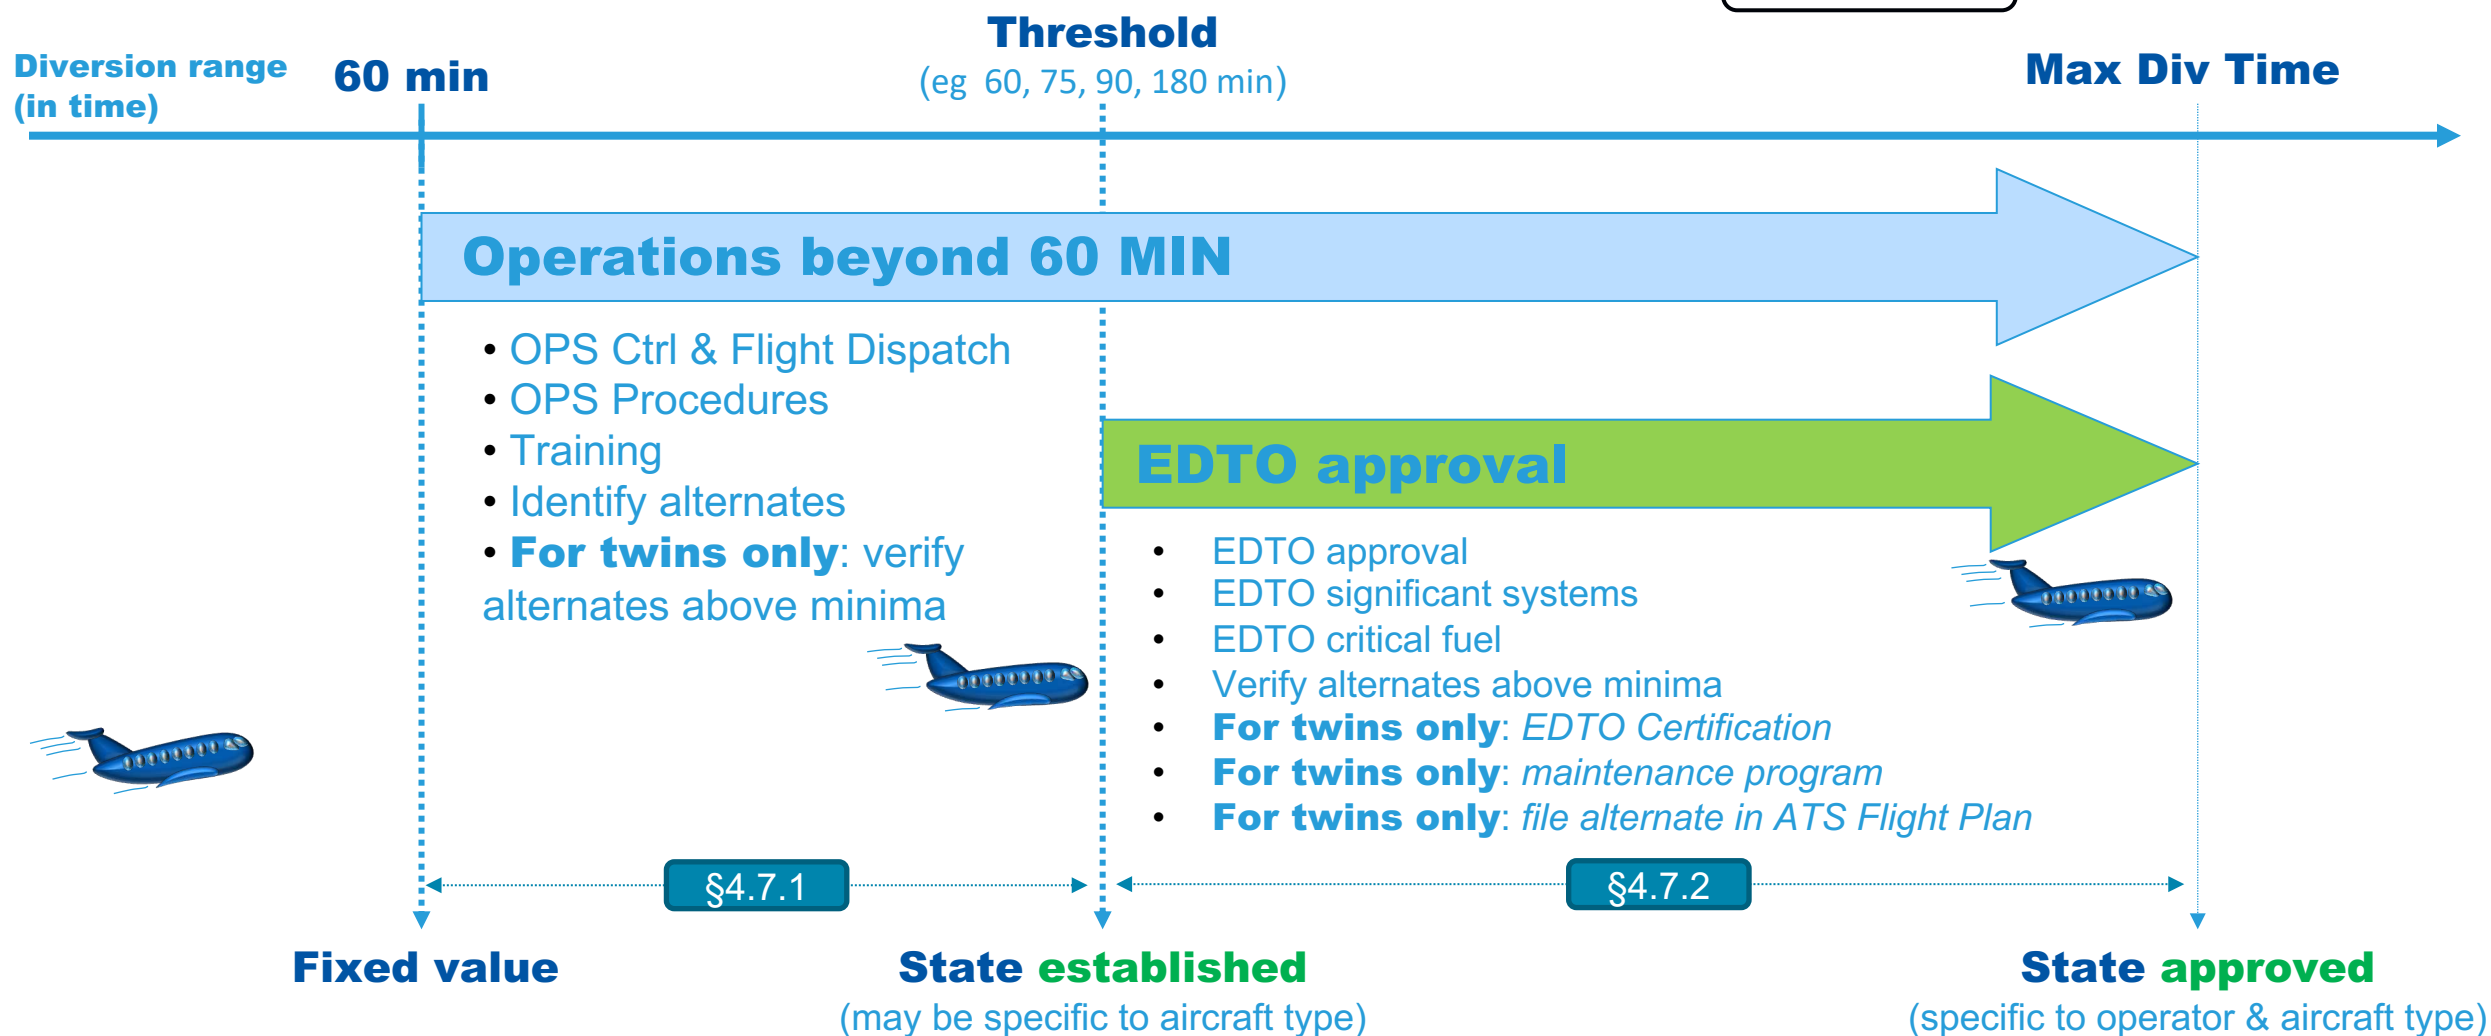 Threshold
(eg  60, 75, 90, 180 min)
Diversion range
(in time)
60 min
Max Div Time
Operations beyond 60 MIN
• OPS Ctrl & Flight Dispatch
• OPS Procedures
• Training
• Identify alternates
• For twins only: verify
alternates above minima
EDTO approval
• EDTO approval
• EDTO significant systems
• EDTO critical fuel
• Verify alternates above minima
• For twins only: EDTO Certification
• For twins only: maintenance program
• For twins only: file alternate in ATS Flight Plan
§4.7.1
§4.7.2
Fixed value
State established
(may be specific to aircraft type)
State approved
(specific to operator & aircraft type)